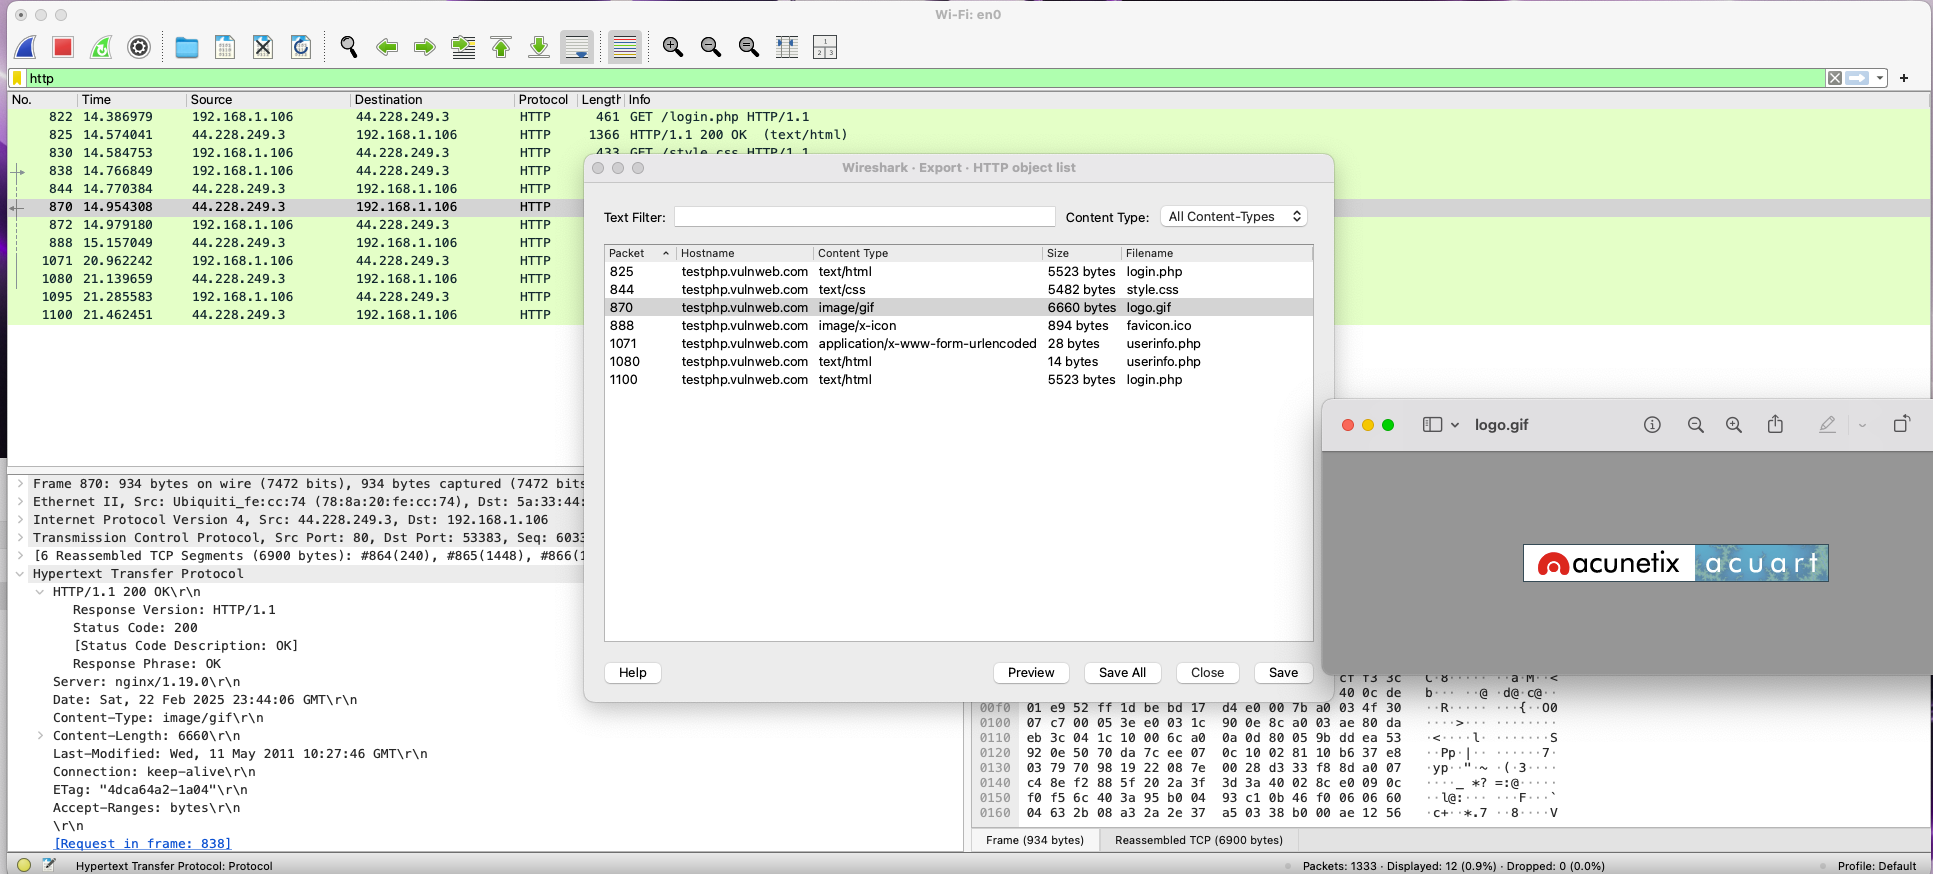 Wi-Fi: en0
http
No. Time Source Destination Protocol Length Info
822 14.386979 192.168.1.106 44.228.249.3 HTTP 461 GET /login.php HTTP/1.1
825 14.574041 44.228.249.3 192.168.1.106 HTTP 1366 HTTP/1.1 200 OK  (text/html)
830 14.584753 192.168.1.106 44.228.249.3 HTTP 433 GET /style.css HTTP/1.1
838 14.766849 192.168.1.106 44.228.249.3 HTTP
844 14.770384 44.228.249.3 192.168.1.106 HTTP
870 14.954308 44.228.249.3 192.168.1.106 HTTP
872 14.979180 192.168.1.106 44.228.249.3 HTTP
888 15.157049 44.228.249.3 192.168.1.106 HTTP
1071 20.962242 192.168.1.106 44.228.249.3 HTTP
1080 21.139659 44.228.249.3 192.168.1.106 HTTP
1095 21.285583 192.168.1.106 44.228.249.3 HTTP
1100 21.462451 44.228.249.3 192.168.1.106 HTTP
Wireshark · Export · HTTP object list
Text Filter: Content Type: All Content-Types
Packet Hostname Content Type Size Filename
825 testphp.vulnweb.com text/html 5523 bytes login.php
844 testphp.vulnweb.com text/css 5482 bytes style.css
870 testphp.vulnweb.com image/gif 6660 bytes logo.gif
888 testphp.vulnweb.com image/x-icon 894 bytes favicon.ico
1071 testphp.vulnweb.com application/x-www-form-urlencoded 28 bytes userinfo.php
1080 testphp.vulnweb.com text/html 14 bytes userinfo.php
1100 testphp.vulnweb.com text/html 5523 bytes login.php
Help Preview Save All Close Save
logo.gif
acunetix acuart
Frame 870: 934 bytes on wire (7472 bits), 934 bytes captured (7472 bits
Ethernet II, Src: Ubiquiti_fe:cc:74 (78:8a:20:fe:cc:74), Dst: 5a:33:44:
Internet Protocol Version 4, Src: 44.228.249.3, Dst: 192.168.1.106
Transmission Control Protocol, Src Port: 80, Dst Port: 53383, Seq: 6033
[6 Reassembled TCP Segments (6900 bytes): #864(240), #865(1448), #866(1
Hypertext Transfer Protocol
HTTP/1.1 200 OK\r\n
Response Version: HTTP/1.1
Status Code: 200
[Status Code Description: OK]
Response Phrase: OK
Server: nginx/1.19.0\r\n
Date: Sat, 22 Feb 2025 23:44:06 GMT\r\n
Content-Type: image/gif\r\n
Content-Length: 6660\r\n
Last-Modified: Wed, 11 May 2011 10:27:46 GMT\r\n
Connection: keep-alive\r\n
ETag: "4dca64a2-1a04"\r\n
Accept-Ranges: bytes\r\n
\r\n
[Request in frame: 838]
cf f3 3c C·8····· ··a·M··<
40 0c de b··· ···@ ·d@·c@··
00f0 01 e9 52 ff 1d be bd 17 d4 e0 00 7b a0 03 4f 30 ··R····· ···{··O0
0100 07 c7 00 05 3e e0 03 1c 90 0e 8c a0 03 ae 80 da ····>··· ········
0110 eb 3c 04 1c 10 00 6c a0 0a 0d 80 05 9b dd ea 53 ·<····l· ·······S
0120 92 0e 50 70 da 7c ee 07 0c 10 02 81 10 b6 37 e8 ··Pp·|·· ······7·
0130 03 79 70 98 19 22 08 7e 00 28 d3 33 f8 8d a0 07 ·yp··"·~ ·(·3····
0140 c4 8e f2 88 5f 20 2a 3f 3d 3a 40 02 8c e0 09 0c ····_ *? =:@·····
0150 f0 f5 6c 40 3a 95 b0 04 93 c1 0b 46 f0 06 06 60 ··l@:··· ···F···`
0160 04 63 2b 08 a3 2a 2e 37 a5 03 38 b0 00 ae 12 56 ·c+··*.7 ··8····V
Frame (934 bytes) Reassembled TCP (6900 bytes)
Hypertext Transfer Protocol: Protocol Packets: 1333 · Displayed: 12 (0.9%) · Dropped: 0 (0.0%) Profile: Default